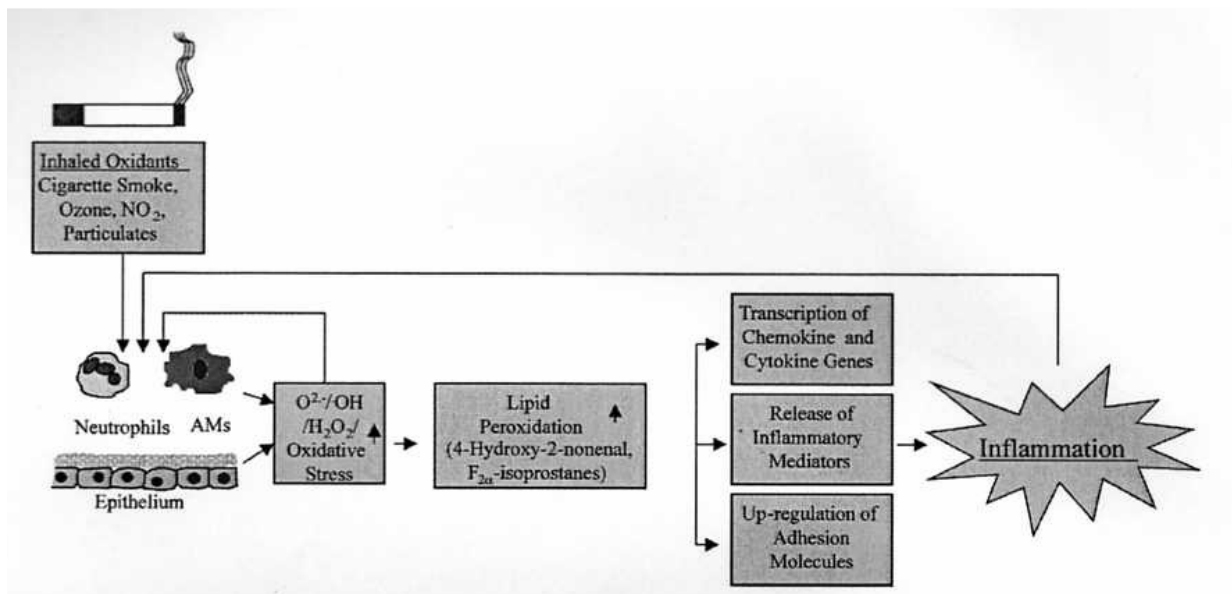 Inhaled Oxidants
Cigarette Smoke,
Ozone, NO₂,
Particulates
Neutrophils
AMs
Epithelium
O²⁻·/OH
/H₂O₂/
Oxidative
Stress
Lipid
Peroxidation
(4-Hydroxy-2-nonenal,
F₂α-isoprostanes)
Transcription of
Chemokine and
Cytokine Genes
Release of
Inflammatory
Mediators
Up-regulation of
Adhesion
Molecules
Inflammation